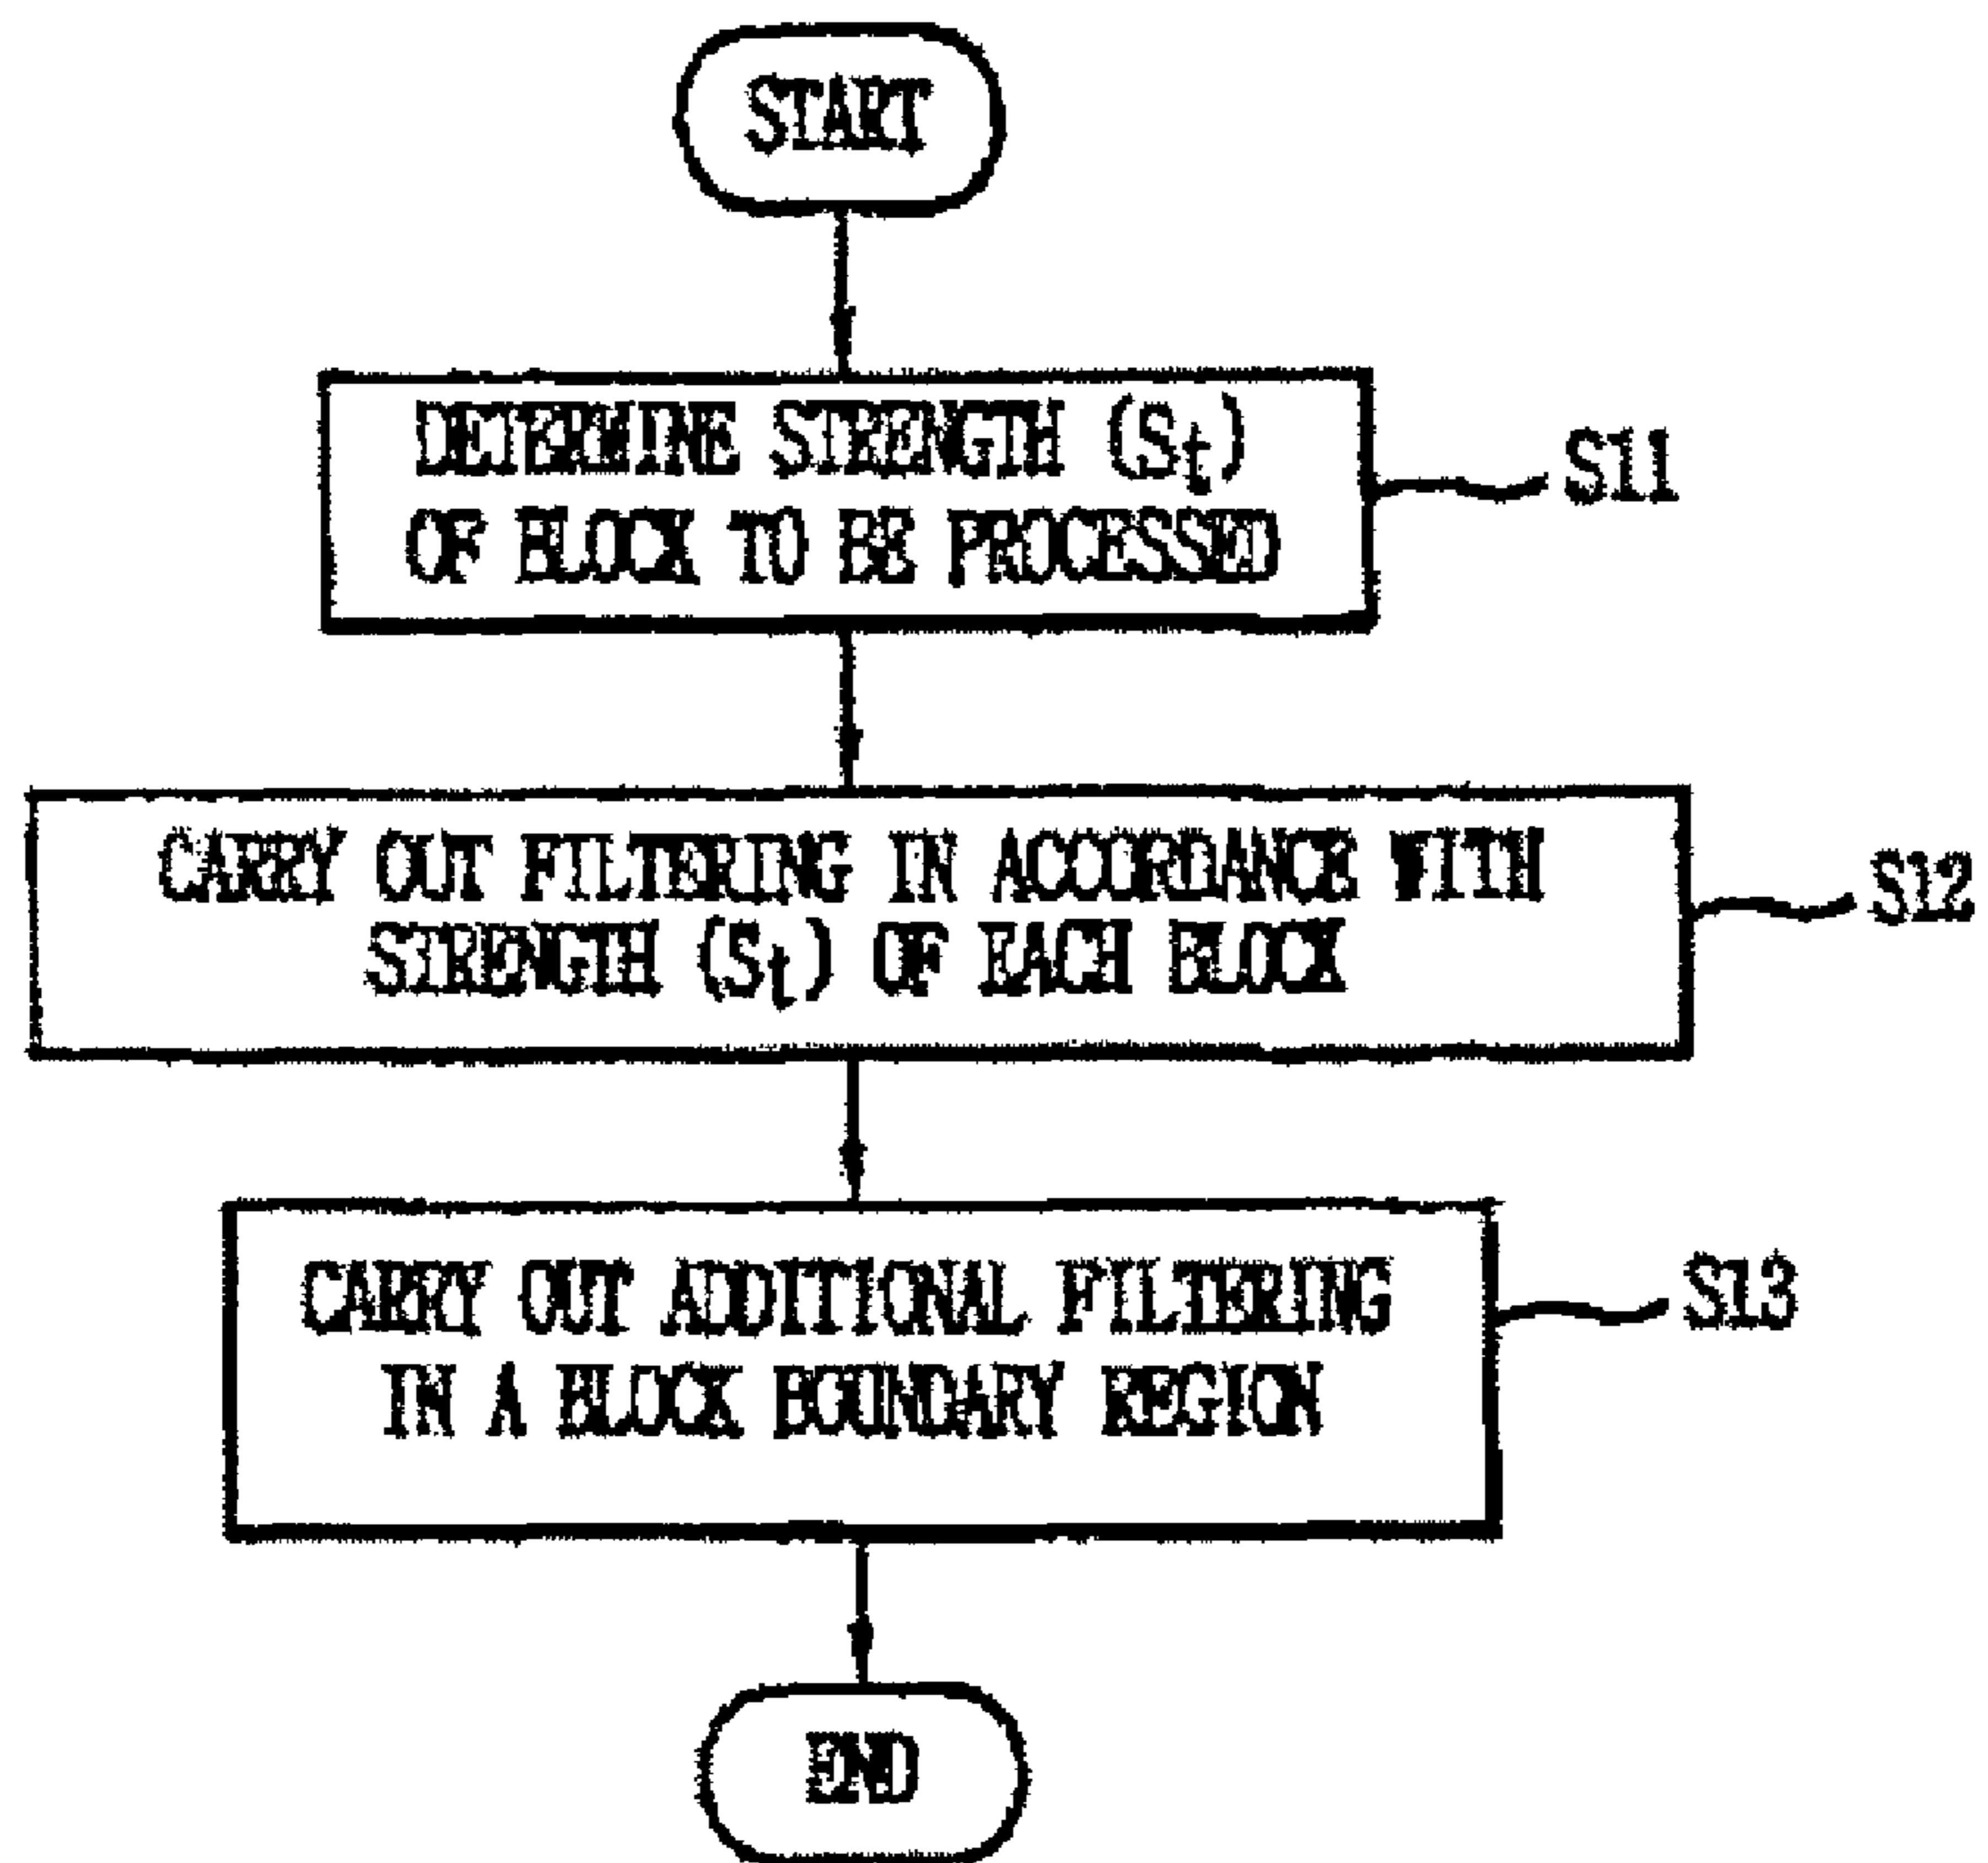 START
DETERMINE STRENGTH (St)
OF BLOCK TO BE PROCESSED
S11
CARRY OUT FILTERING IN ACCORDANCE WITH
STRENGTH (St) OF EACH BLOCK
S12
CARRY OUT ADDITIONAL FILTERING
IN A BLOCK BOUNDARY REGION
S13
END